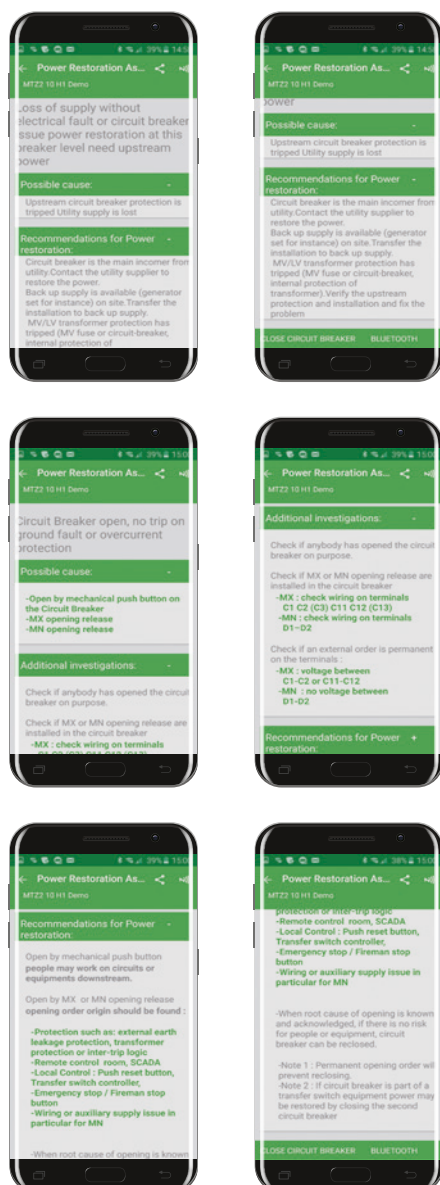 39% 14:59
Power Restoration As...
MTZ2 10 H1 Demo
Loss of supply without
electrical fault or circuit breaker
issue power restoration at this
breaker level need upstream
power
Possible cause: -
Upstream circuit breaker protection is
tripped Utility supply is lost
Recommendations for Power -
restoration:
Circuit breaker is the main incomer from
utility.Contact the utility supplier to
restore the power.
Back up supply is available (generator
set for instance) on site.Transfer the
installation to back up supply.
MV/LV transformer protection has
tripped (MV fuse or circuit-breaker,
internal protection of
39% 14:5
Power Restoration As...
MTZ2 10 H1 Demo
power
Possible cause: -
Upstream circuit breaker protection is
tripped Utility supply is lost
Recommendations for Power -
restoration:
Circuit breaker is the main incomer from
utility.Contact the utility supplier to
restore the power.
Back up supply is available (generator
set for instance) on site.Transfer the
installation to back up supply.
MV/LV transformer protection has
tripped (MV fuse or circuit-breaker,
internal protection of
transformer).Verify the upstream
protection and installation and fix the
problem
CLOSE CIRCUIT BREAKER BLUETOOTH
39% 15:00
Power Restoration As...
MTZ2 10 H1 Demo
Circuit Breaker open, no trip on
ground fault or overcurrent
protection
Possible cause: -
-Open by mechanical push button on
the Circuit Breaker
-MX opening release
-MN opening release
Additional investigations: -
Check if anybody has opened the circuit
breaker on purpose.
Check if MX or MN opening release are
installed in the circuit breaker
-MX : check wiring on terminals
C1 C2 (C3) C11 C12 (C13)
39% 15:00
Power Restoration As...
MTZ2 10 H1 Demo
Additional investigations: -
Check if anybody has opened the circuit
breaker on purpose.
Check if MX or MN opening release are
installed in the circuit breaker
-MX : check wiring on terminals
C1 C2 (C3) C11 C12 (C13)
-MN : check wiring on terminals
D1–D2
Check if an external order is permanent
on the terminals :
-MX : voltage between
C1-C2 or C11-C12
-MN : no voltage between
D1-D2
Recommendations for Power +
restoration:
39% 15:00
Power Restoration As...
MTZ2 10 H1 Demo
Recommendations for Power -
restoration:
Open by mechanical push button
people may work on circuits or
equipments downstream.
Open by MX or MN opening release
opening order origin should be found :
-Protection such as: external earth
leakage protection, transformer
protection or inter-trip logic
-Remote control room, SCADA
-Local Control : Push reset button,
Transfer switch controller,
-Emergency stop / Fireman stop
button
-Wiring or auxiliary supply issue in
particular for MN
-When root cause of opening is known
38% 15:00
Power Restoration As...
MTZ2 10 H1 Demo
protection or inter-trip logic
-Remote control room, SCADA
-Local Control : Push reset button,
Transfer switch controller,
-Emergency stop / Fireman stop
button
-Wiring or auxiliary supply issue in
particular for MN
-When root cause of opening is known
and acknowledged, if there is no risk
for people or equipment, circuit
breaker can be reclosed.
-Note 1 : Permanent opening order will
prevent reclosing.
-Note 2 : If circuit breaker is part of a
transfer switch equipment power may
be restored by closing the second
circuit breaker
CLOSE CIRCUIT BREAKER BLUETOOTH